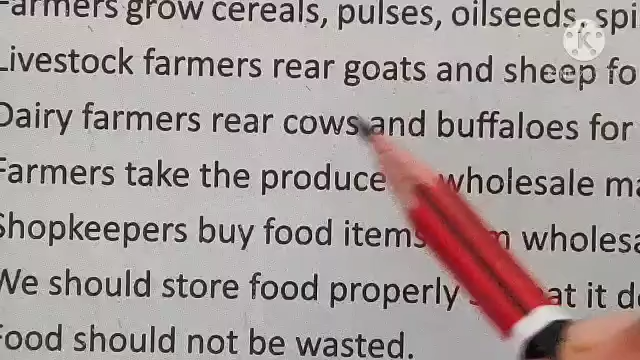 Farmers grow cereals, pulses, oilseeds,
Livestock farmers rear goats and sheep
Dairy farmers rear cows and buffaloes for
Farmers take the produce wholesale
Shopkeepers buy food items
We should store food properly it
Food should not be wasted.